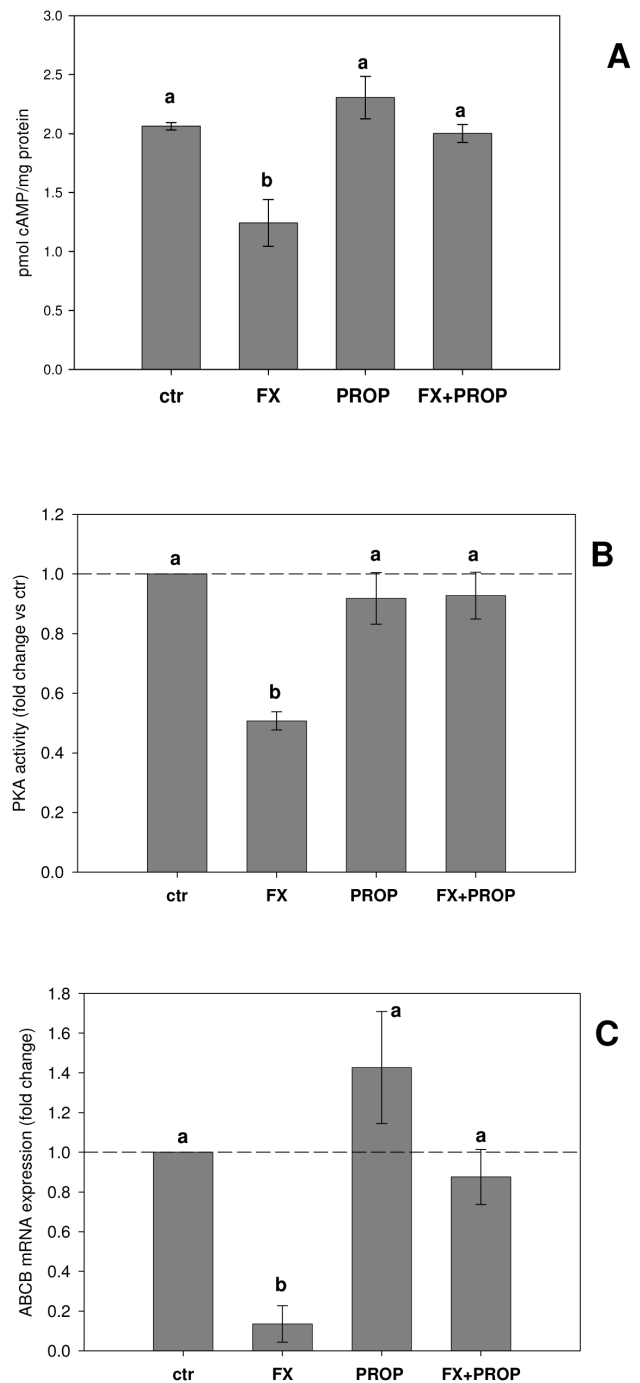 A
pmol cAMP/mg protein
3.0
2.5
2.0
1.5
1.0
0.5
0.0
a
b
a
a
ctr FX PROP FX+PROP
B
PKA activity (fold change vs ctr)
1.2
1.0
0.8
0.6
0.4
0.2
0.0
a
b
a
a
ctr FX PROP FX+PROP
C
ABCB mRNA expression (fold change)
1.8
1.6
1.4
1.2
1.0
0.8
0.6
0.4
0.2
0.0
a
b
a
a
ctr FX PROP FX+PROP